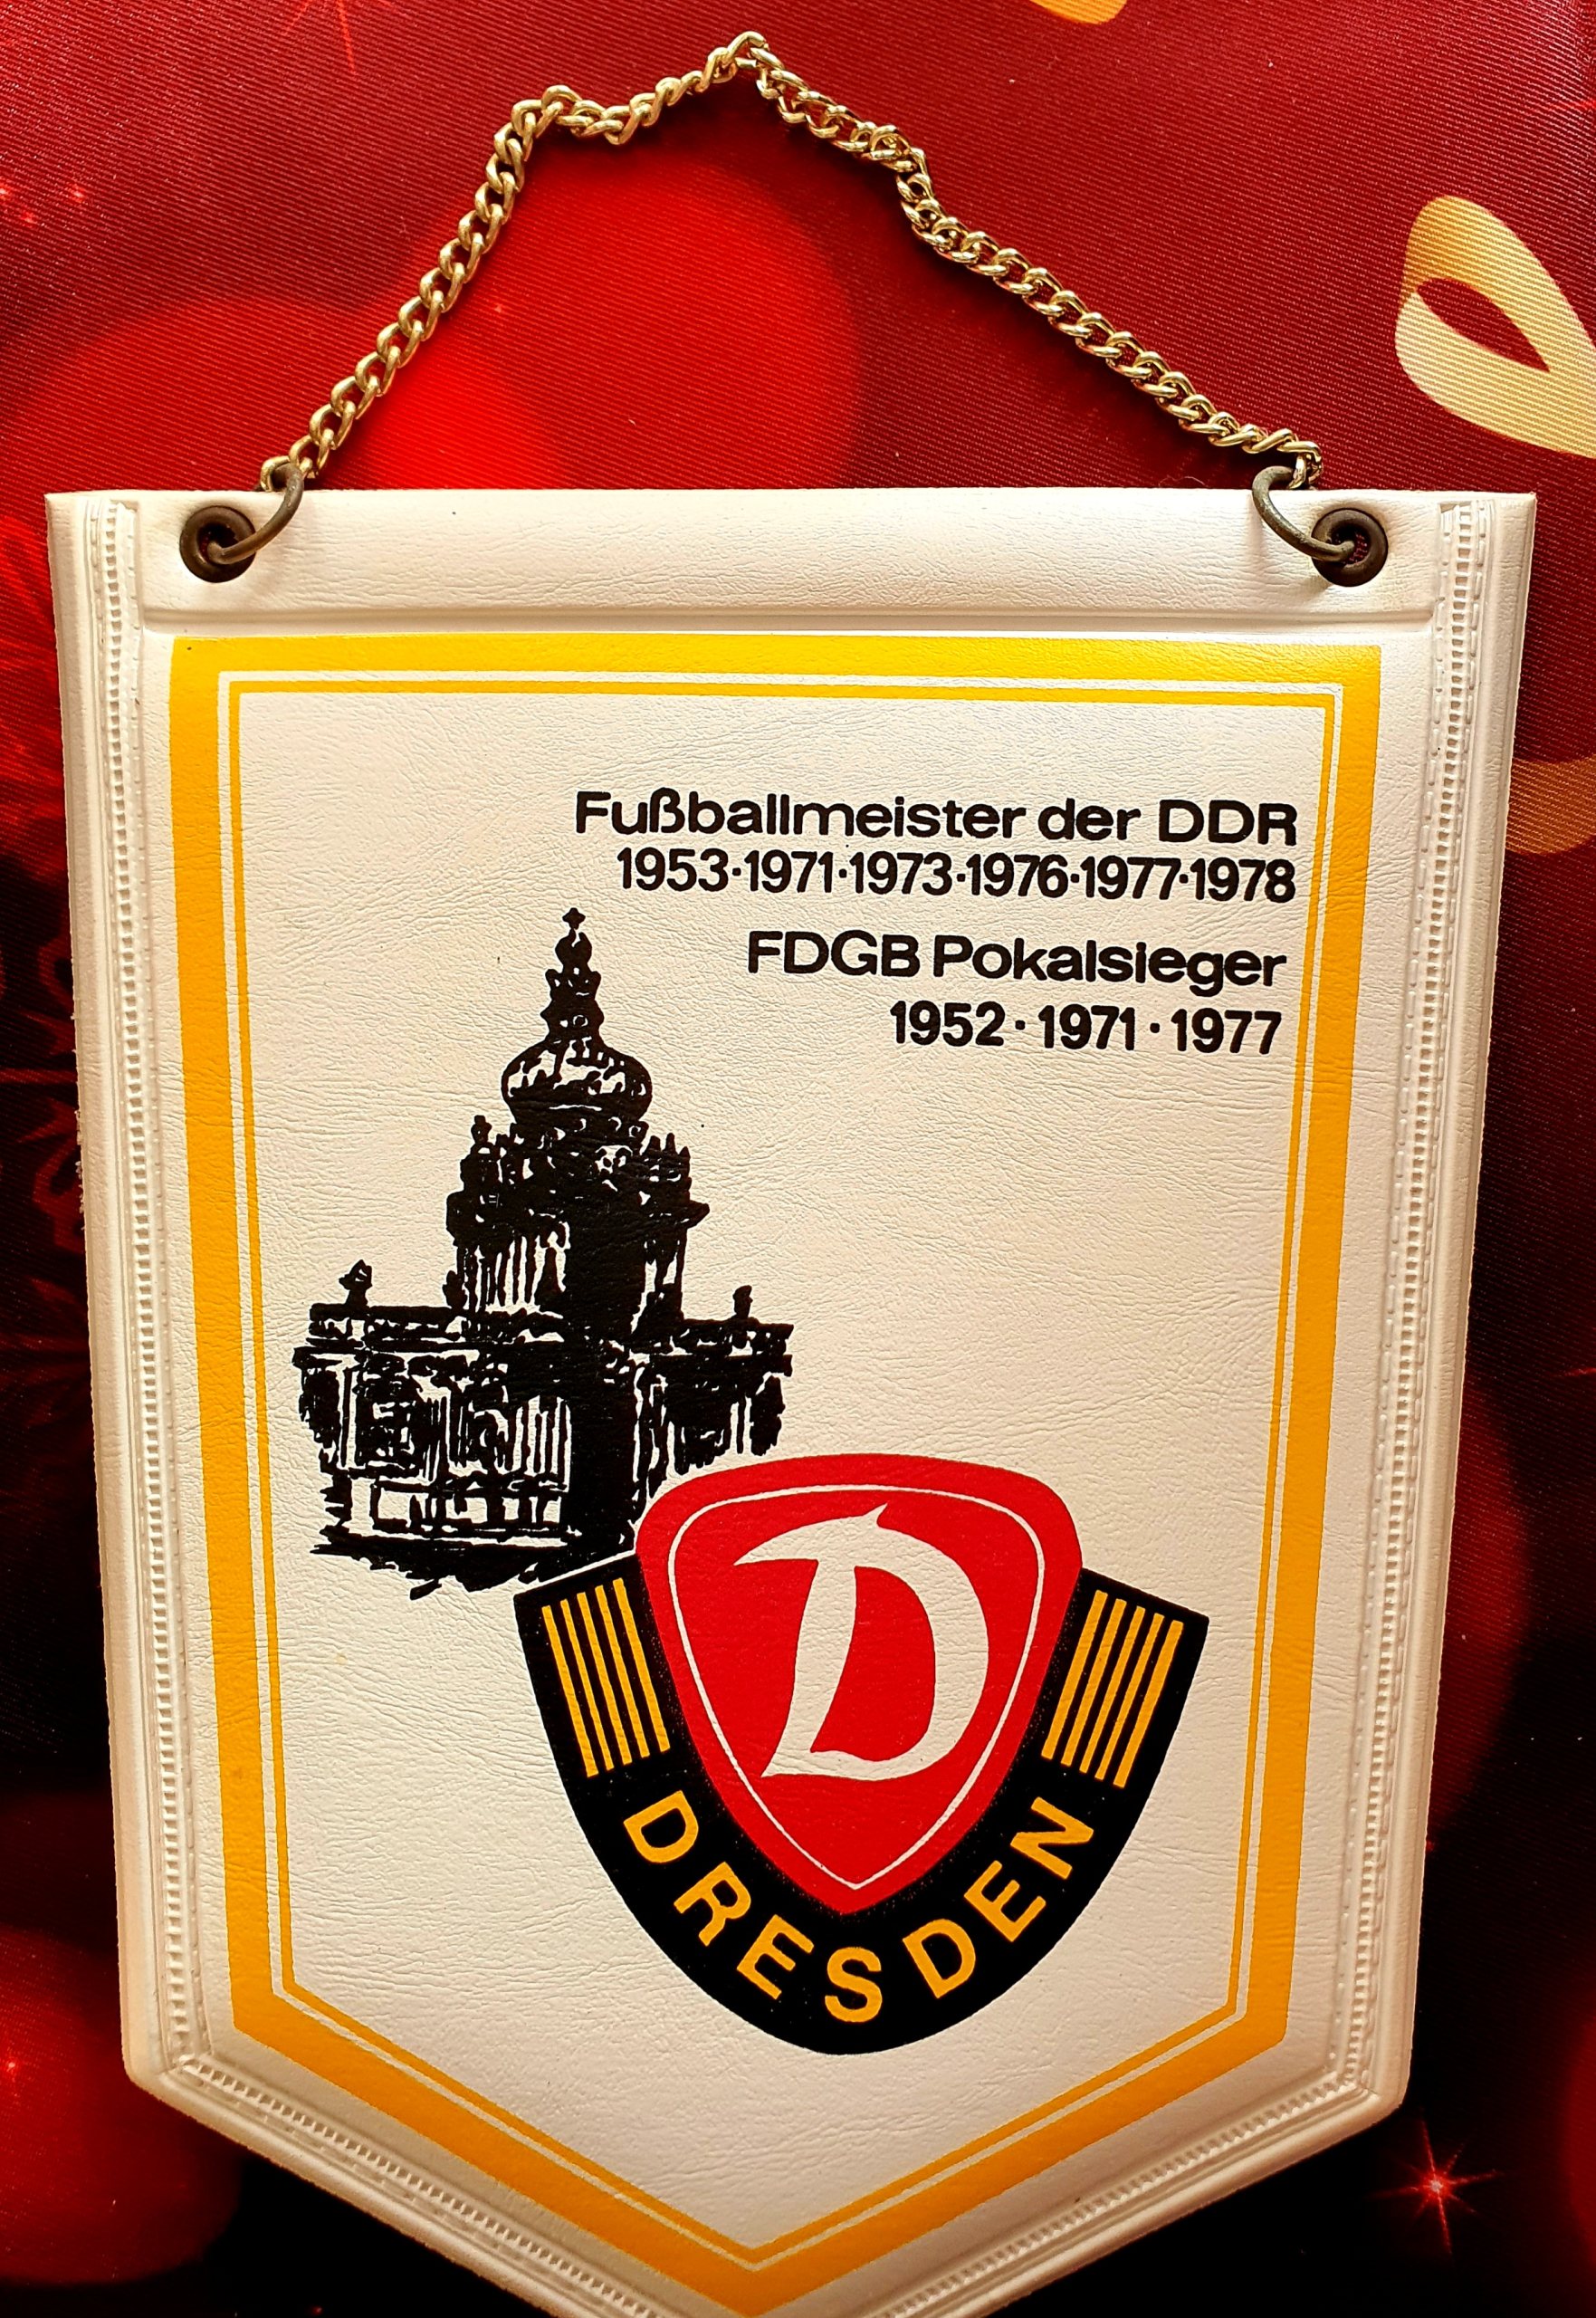 Fußballmeister der DDR
1953·1971·1973·1976·1977·1978
FDGB Pokalsieger
1952·1971·1977
D
DRESDEN